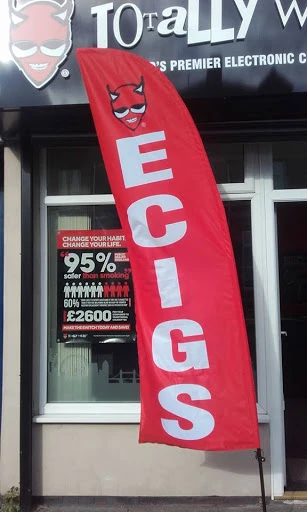 TOtALLY W
'S PREMIER ELECTRONIC C
ECIGS
CHANGE YOUR HABIT.
CHANGE YOUR LIFE.
"95%
safer than smoking"
60%
£2600
MAKE THE SWITCH TODAY AND SAVE!